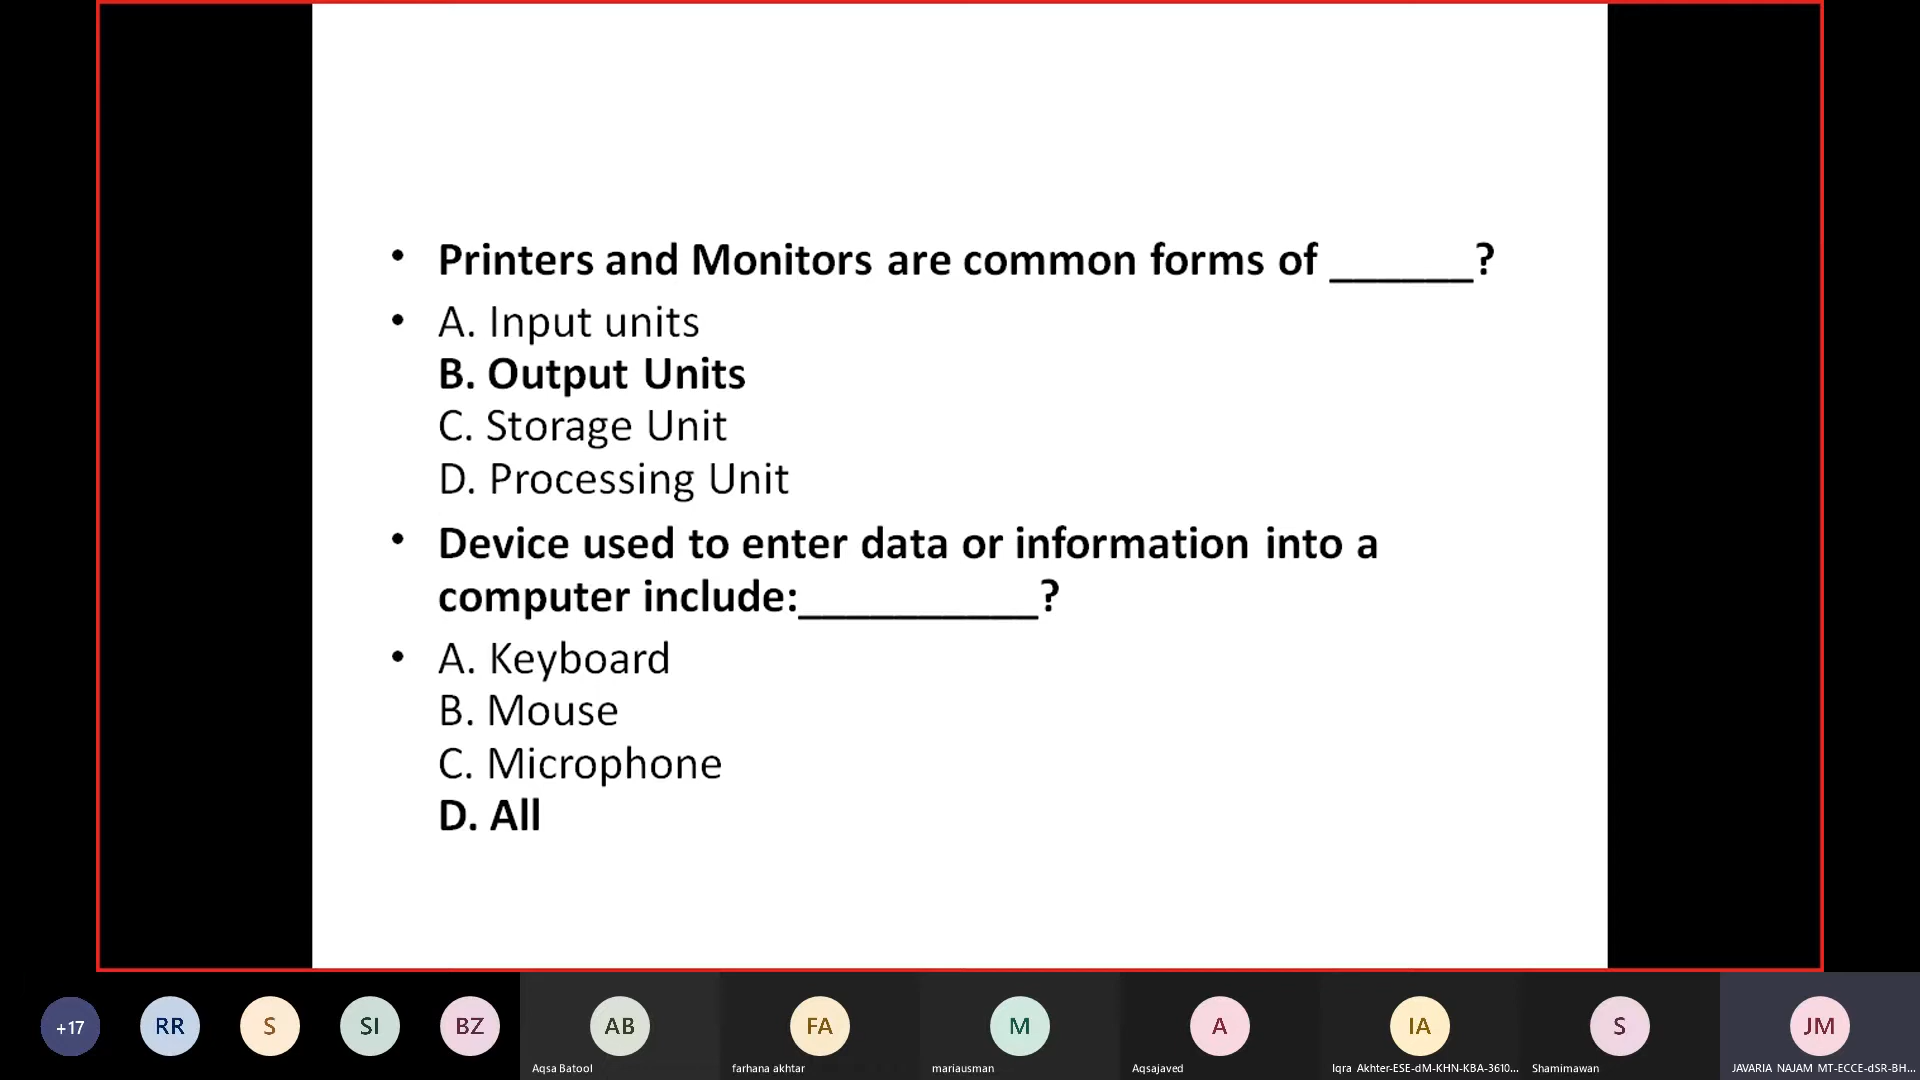 • Printers and Monitors are common forms of ______?
• A. Input units
B. Output Units
C. Storage Unit
D. Processing Unit
• Device used to enter data or information into a
computer include:__________?
• A. Keyboard
B. Mouse
C. Microphone
D. All
+17 RR S SI BZ AB FA M A IA S JM
Aqsa Batool farhana akhtar mariausman Aqsajaved Iqra Akhter-ESE-dM-KHN-KBA-3610... Shamimawan JAVARIA NAJAM MT-ECCE-dSR-BH...